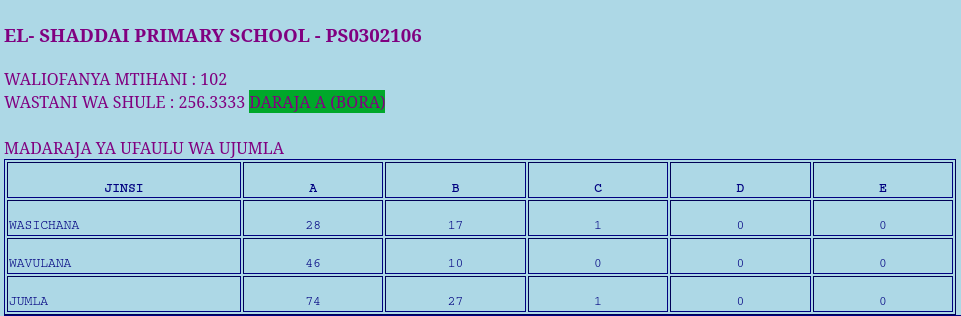 EL- SHADDAI PRIMARY SCHOOL - PS0302106
WALIOFANYA MTIHANI : 102
WASTANI WA SHULE : 256.3333 DARAJA A (BORA)
MADARAJA YA UFAULU WA UJUMLA
JINSI A B C D E
WASICHANA 28 17 1 0 0
WAVULANA 46 10 0 0 0
JUMLA 74 27 1 0 0